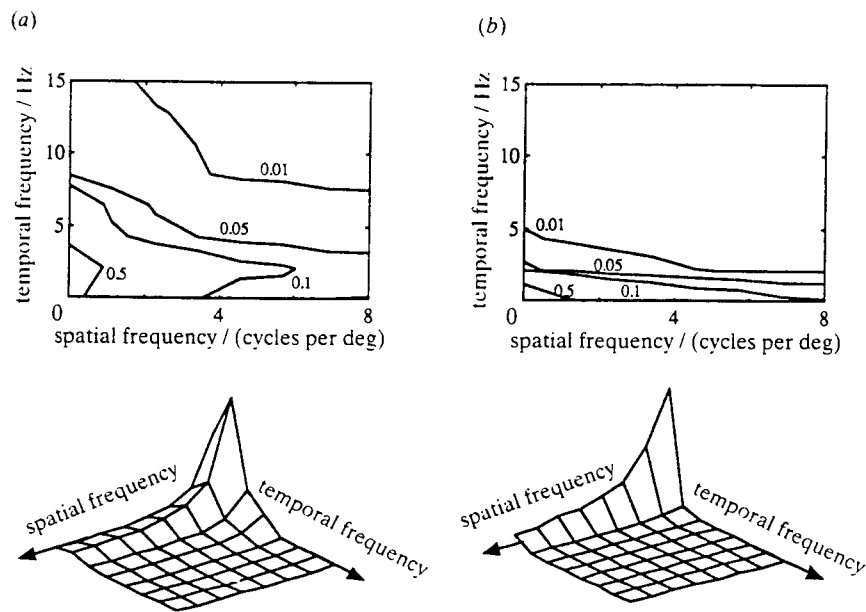 (a)
temporal frequency / Hz
15
10
5
0
0.01
0.05
0.5
0.1
0
4
8
spatial frequency / (cycles per deg)
(b)
temporal frequency / Hz
15
10
5
0
0.01
0.05
0.1
0.5
0
4
8
spatial frequency / (cycles per deg)
spatial frequency
temporal frequency
spatial frequency
temporal frequency